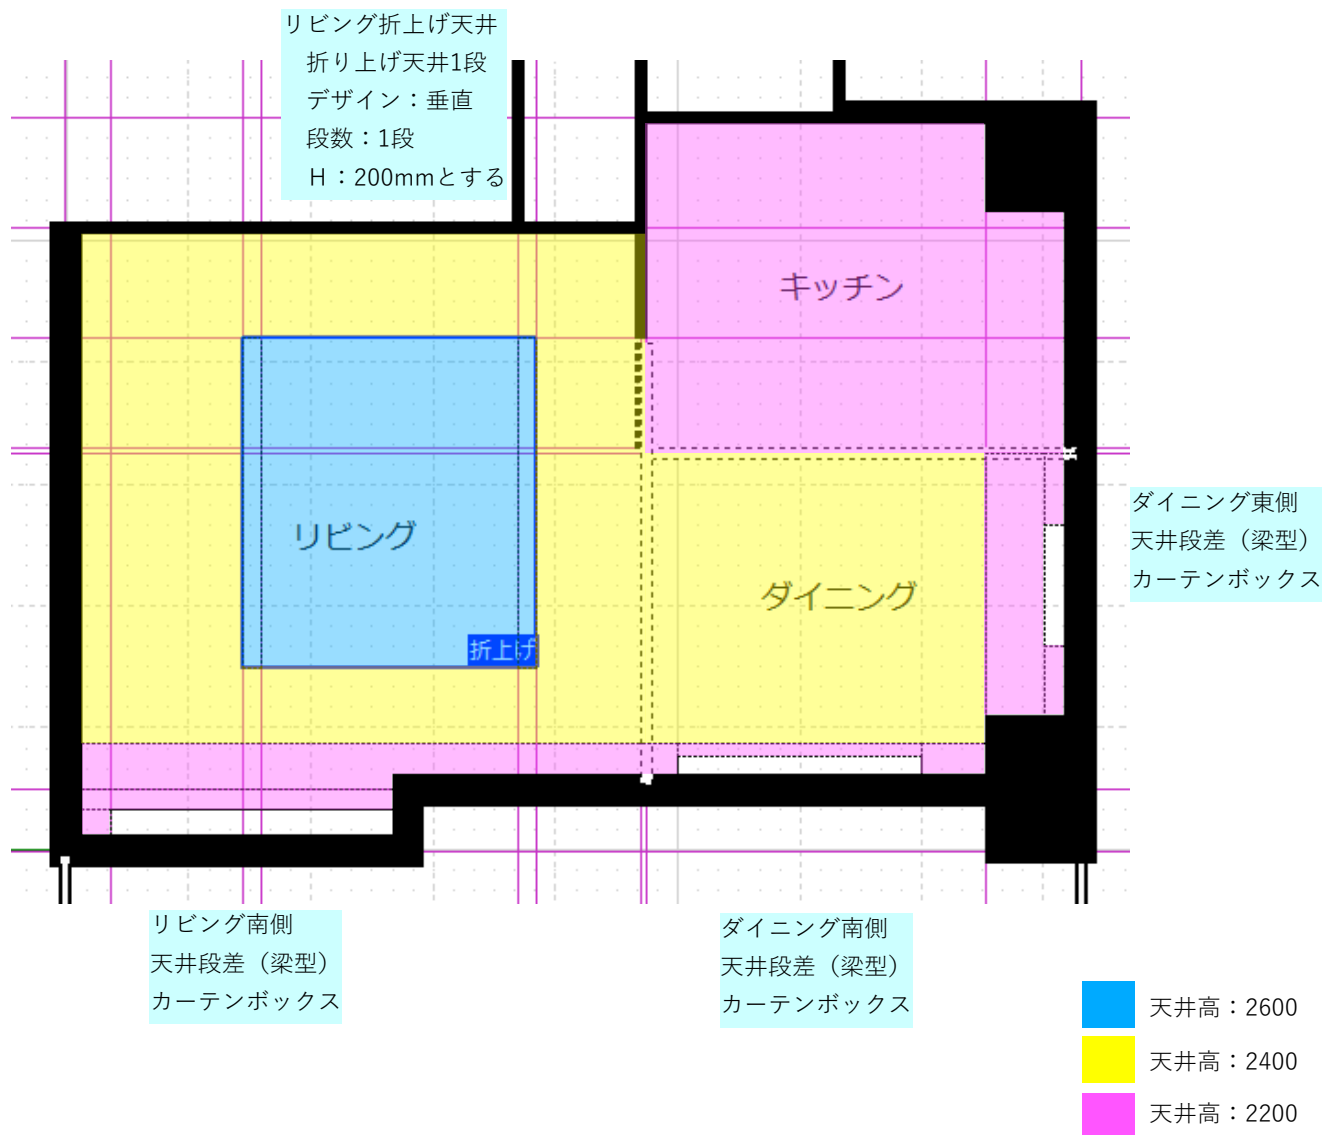 リビング折上げ天井
折り上げ天井1段
デザイン：垂直
段数：1段
H：200mmとする
キッチン
リビング
ダイニング
折上げ
ダイニング東側
天井段差（梁型）
カーテンボックス
リビング南側
天井段差（梁型）
カーテンボックス
ダイニング南側
天井段差（梁型）
カーテンボックス
天井高：2600
天井高：2400
天井高：2200